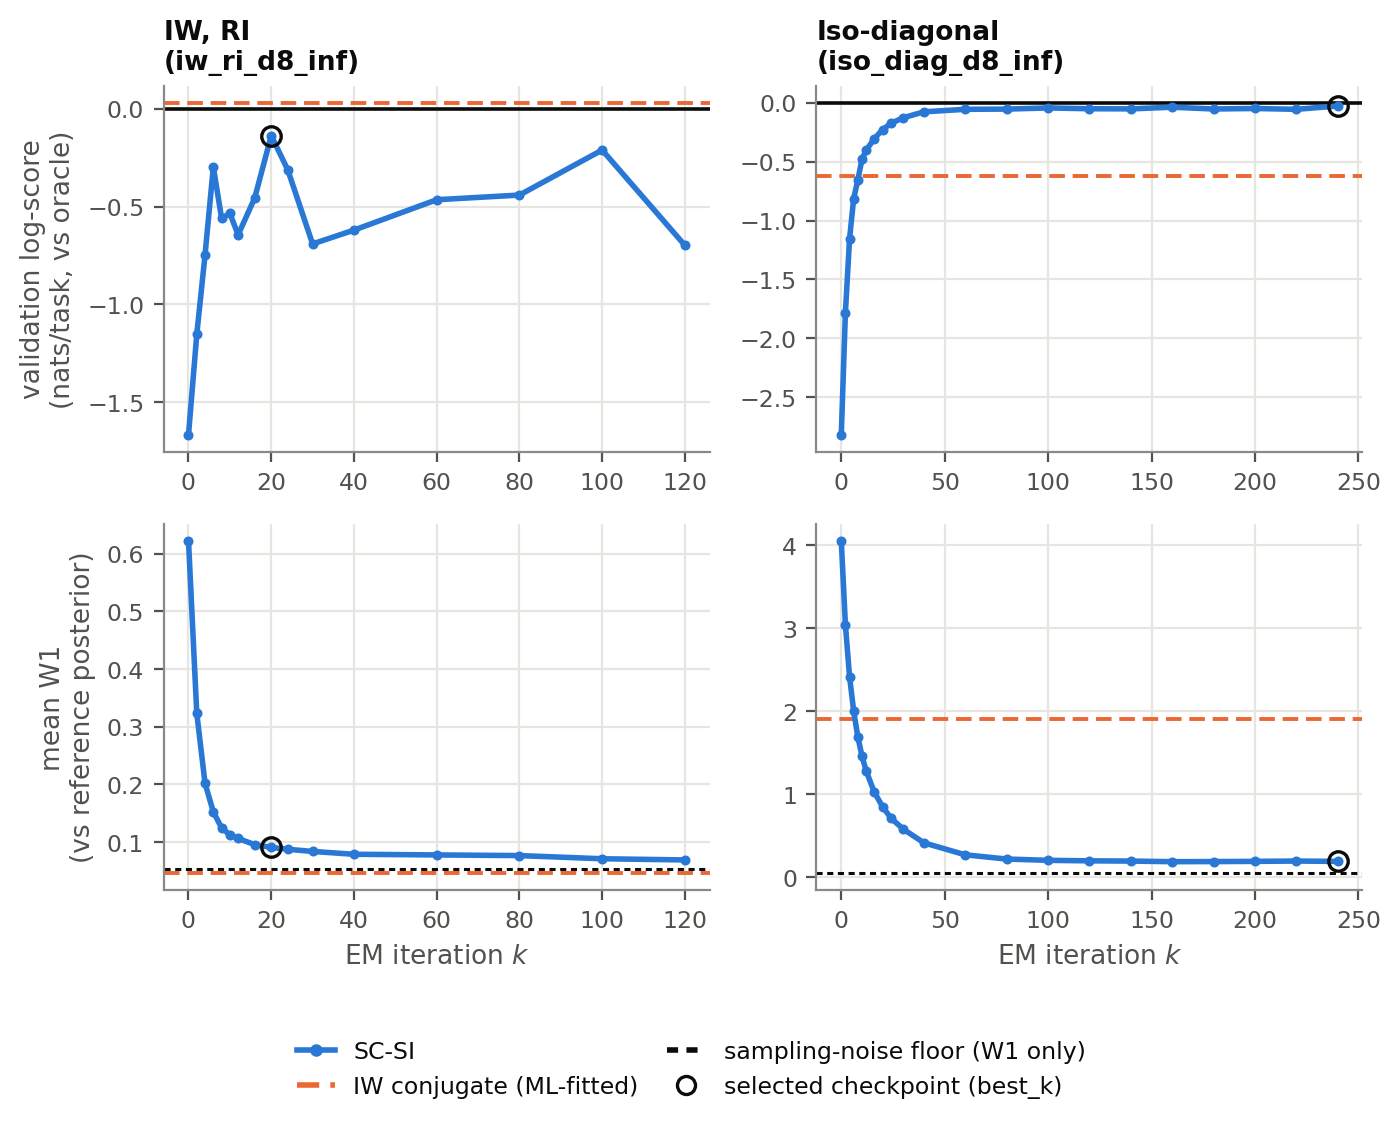 IW, RI
(iw_ri_d8_inf)
Iso-diagonal
(iso_diag_d8_inf)
validation log-score
(nats/task, vs oracle)
0.0
−0.5
−1.0
−1.5
0 20 40 60 80 100 120
0.0
−0.5
−1.0
−1.5
−2.0
−2.5
0 50 100 150 200 250
mean W1
(vs reference posterior)
0.6
0.5
0.4
0.3
0.2
0.1
0 20 40 60 80 100 120
EM iteration k
4
3
2
1
0
0 50 100 150 200 250
EM iteration k
SC-SI
IW conjugate (ML-fitted)
sampling-noise floor (W1 only)
selected checkpoint (best_k)